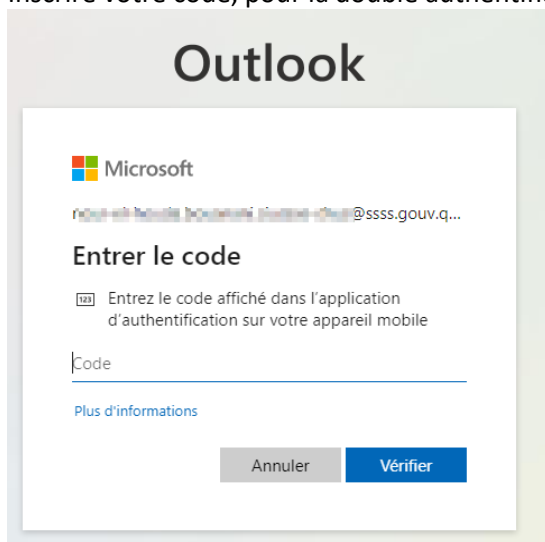 Outlook
Microsoft
@ssss.gouv.q...
Entrer le code
123 Entrez le code affiché dans l'application
d'authentification sur votre appareil mobile
Code
Plus d'informations
Annuler Vérifier